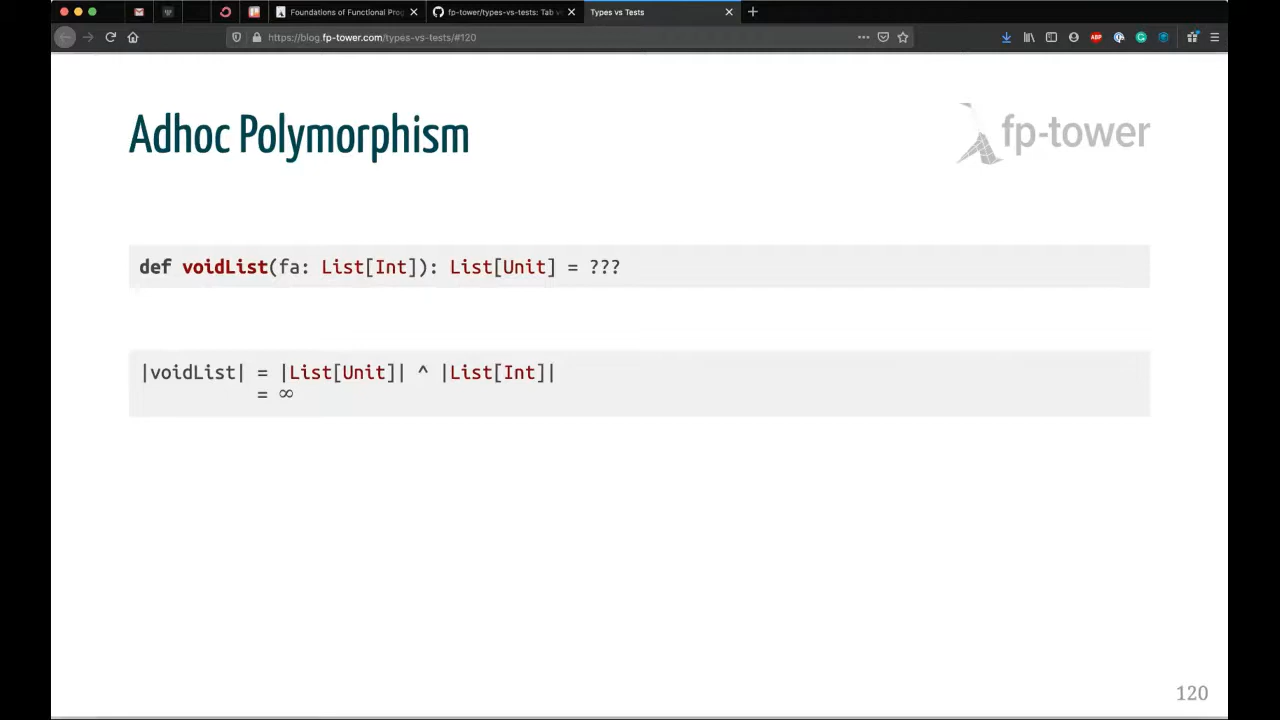 Foundations of Functional Prog
fp-tower/types-vs-tests: Tab v
Types vs Tests
https://blog.fp-tower.com/types-vs-tests/#120
ABP
Adhoc Polymorphism
fp-tower
def voidList(fa: List[Int]): List[Unit] = ???
|voidList| = |List[Unit]| ^ |List[Int]|
= ∞
120